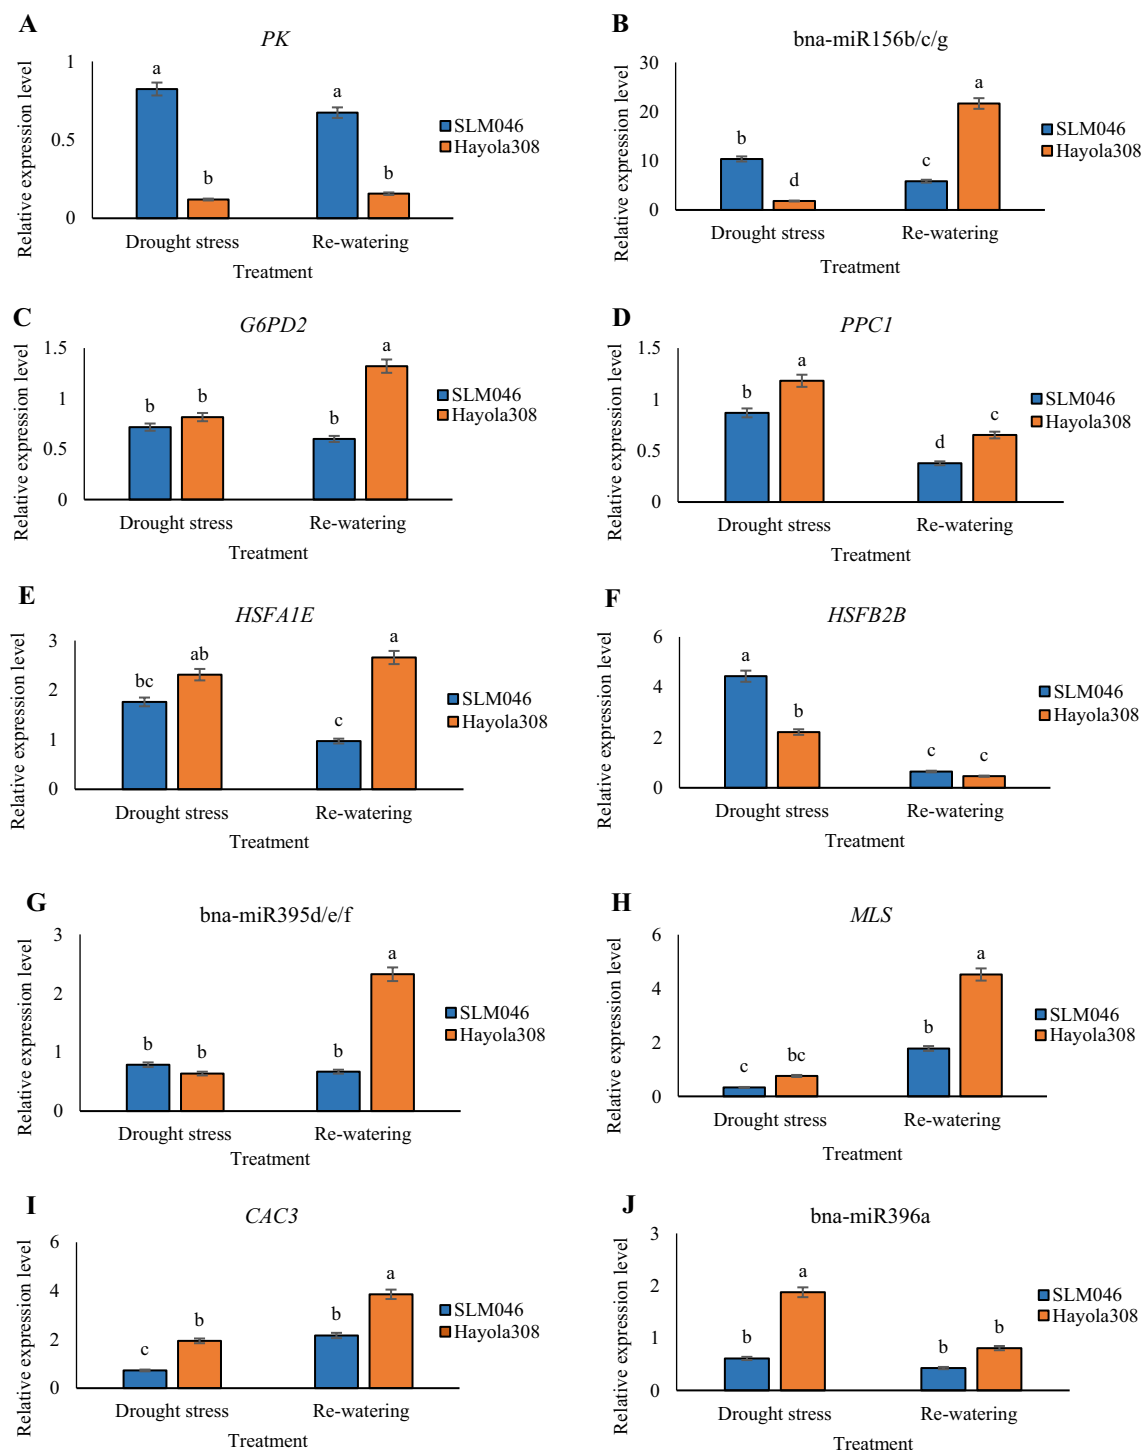 A
PK
Relative expression level
1
0.5
0
a
b
a
b
SLM046
Hayola308
Drought stress
Re-watering
Treatment
B
bna-miR156b/c/g
Relative expression level
30
20
10
0
b
d
c
a
SLM046
Hayola308
Drought stress
Re-watering
Treatment
C
G6PD2
Relative expression level
1.5
1
0.5
0
b
b
b
a
SLM046
Hayola308
Drought stress
Re-watering
Treatment
D
PPC1
Relative expression level
1.5
1
0.5
0
b
a
d
c
SLM046
Hayola308
Drought stress
Re-watering
Treatment
E
HSFA1E
Relative expression level
3
2
1
0
bc
ab
c
a
SLM046
Hayola308
Drought stress
Re-watering
Treatment
F
HSFB2B
Relative expression level
6
4
2
0
a
b
c
c
SLM046
Hayola308
Drought stress
Re-watering
Treatment
G
bna-miR395d/e/f
Relative expression level
3
2
1
0
b
b
b
a
SLM046
Hayola308
Drought stress
Re-watering
Treatment
H
MLS
Relative expression level
6
4
2
0
c
bc
b
a
SLM046
Hayola308
Drought stress
Re-watering
Treatment
I
CAC3
Relative expression level
6
4
2
0
c
b
b
a
SLM046
Hayola308
Drought stress
Re-watering
Treatment
J
bna-miR396a
Relative expression level
3
2
1
0
b
a
b
b
SLM046
Hayola308
Drought stress
Re-watering
Treatment